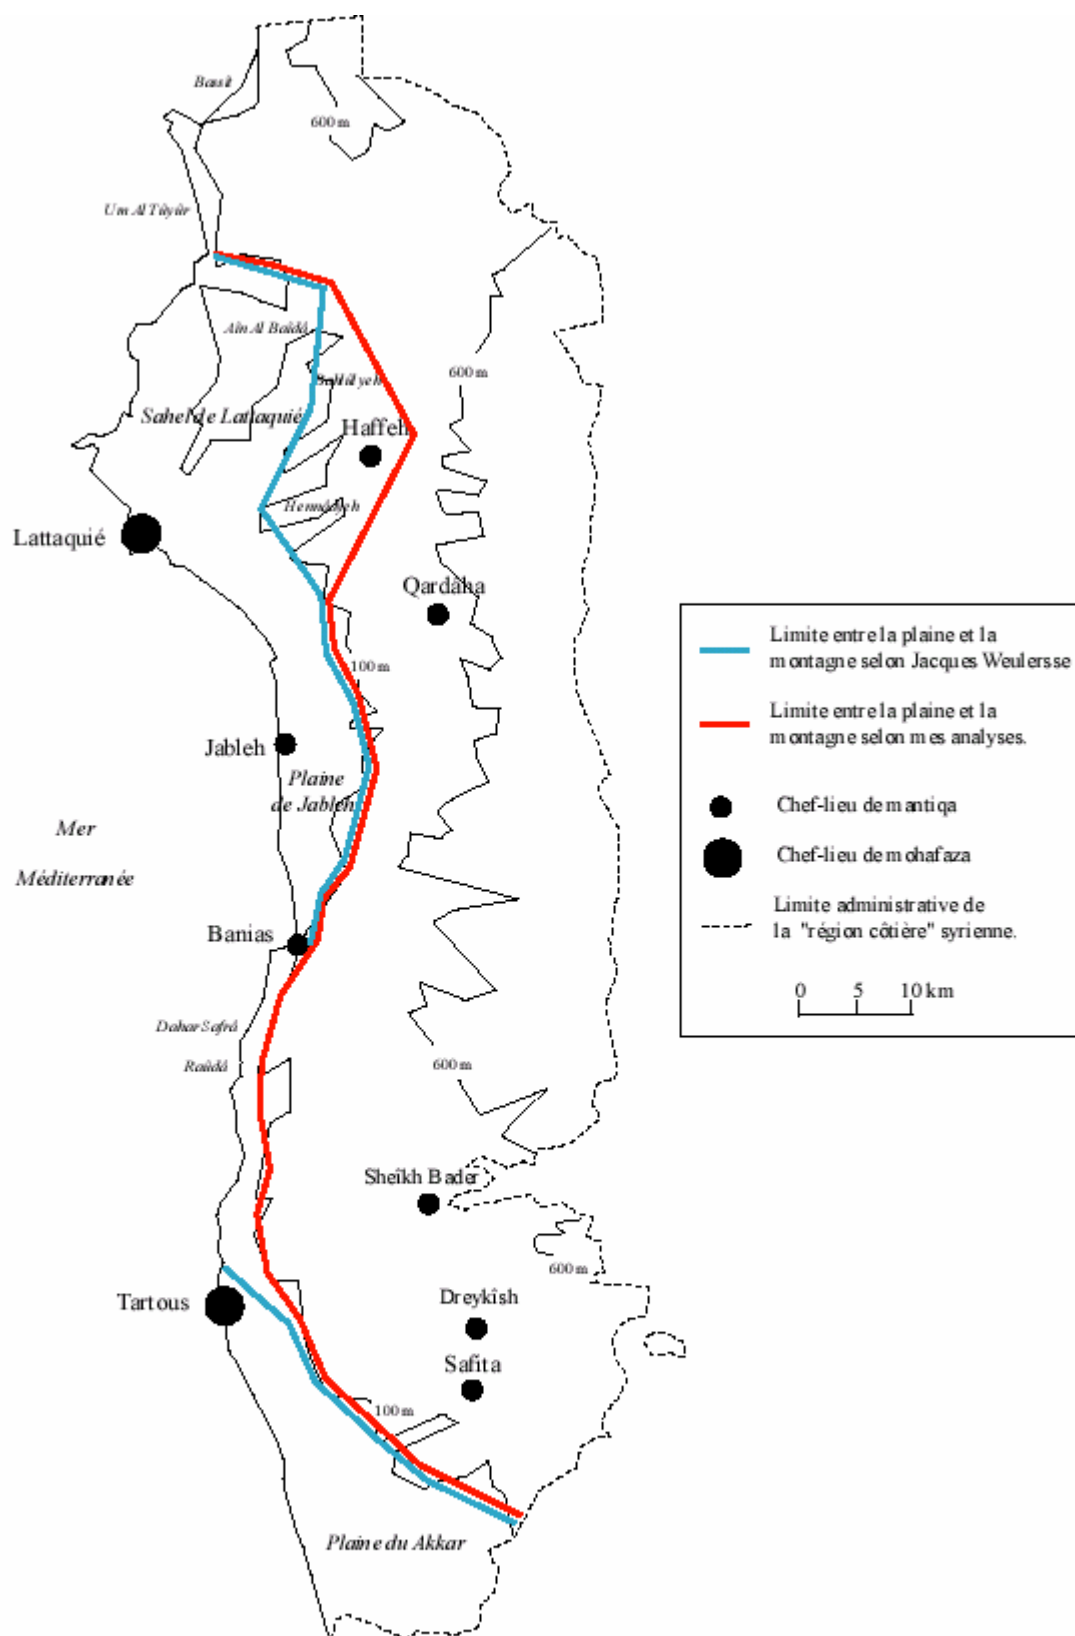 Bassit
600 m
Um Al Tûyûr
Aîn Al Baîdâ
600 m
Sahel de Lattaquié
Haffeh
Hennâdyeh
Lattaquié
Qardâha
100 m
Jableh
Plaine
de Jableh
Mer
Méditerranée
Banias
Dahar Safrâ
Raûdâ
600 m
Sheîkh Bader
600 m
Tartous
Dreykîsh
Safita
100 m
Plaine du Akkar
Limite entre la plaine et la
montagne selon Jacques Weulersse
Limite entre la plaine et la
montagne selon mes analyses.
Chef-lieu de mantiqa
Chef-lieu de mohafaza
Limite administrative de
la "région côtière" syrienne.
0 5 10 km